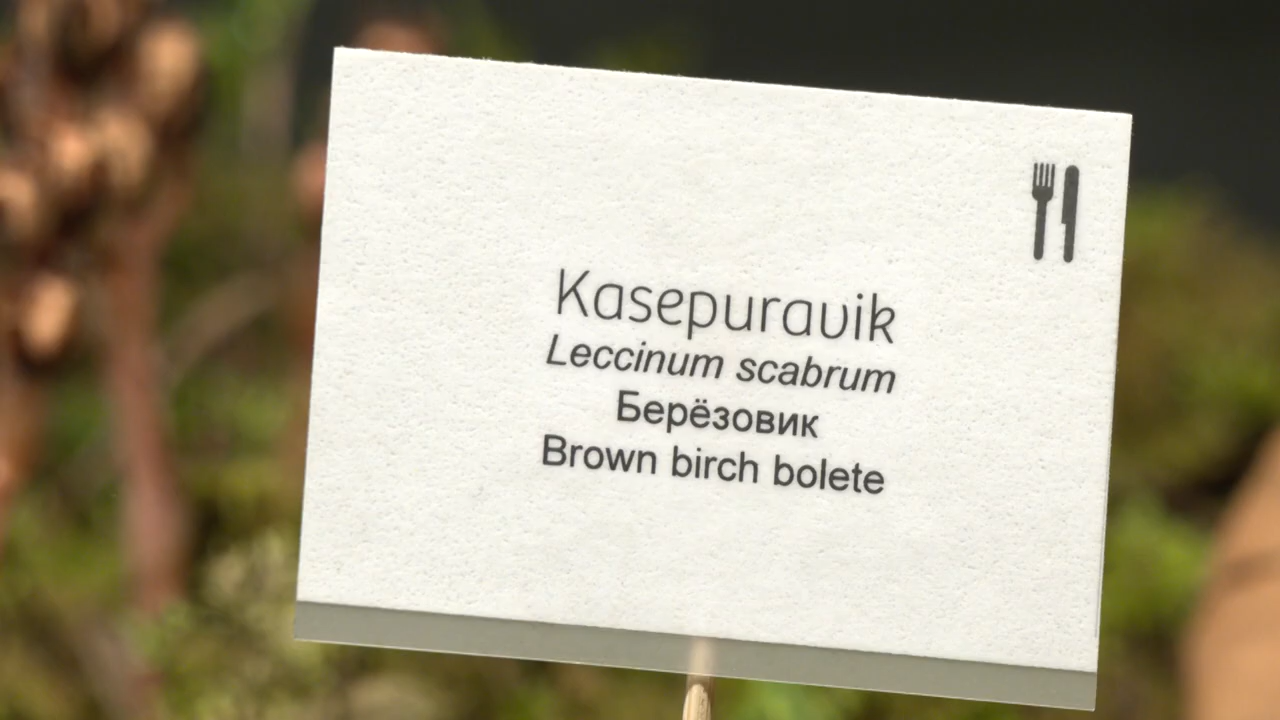 Kasepuravik
Leccinum scabrum
Берёзовик
Brown birch bolete